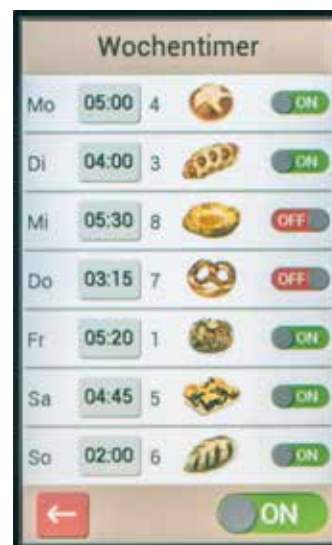 Wochentimer
Mo 05:00 4 ON
Di 04:00 3 ON
Mi 05:30 8 OFF
Do 03:15 7 OFF
Fr 05:20 1 ON
Sa 04:45 5 ON
So 02:00 6 ON
ON